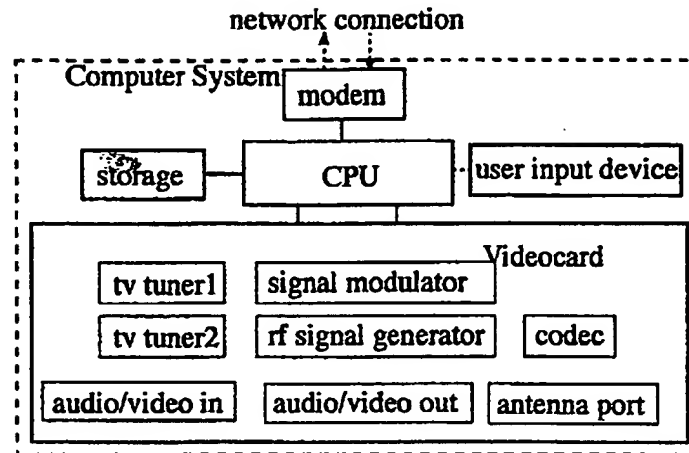 network connection
Computer System
modem
storage
CPU
user input device
Videocard
tv tuner1
signal modulator
tv tuner2
rf signal generator
codec
audio/video in
audio/video out
antenna port